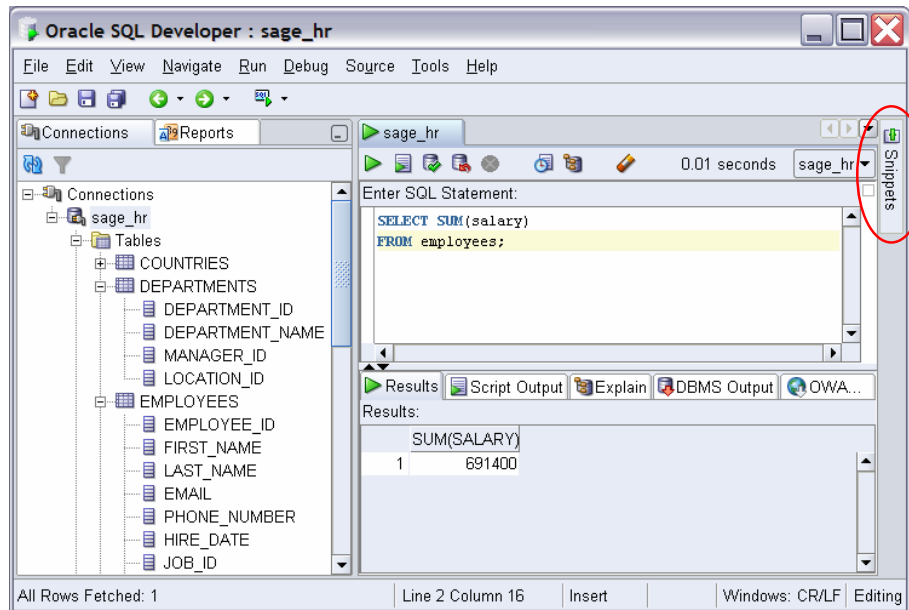 Oracle SQL Developer : sage_hr
File Edit View Navigate Run Debug Source Tools Help
Connections Reports
sage_hr
0.01 seconds sage_hr
Snippets
Connections
sage_hr
Tables
COUNTRIES
DEPARTMENTS
DEPARTMENT_ID
DEPARTMENT_NAME
MANAGER_ID
LOCATION_ID
EMPLOYEES
EMPLOYEE_ID
FIRST_NAME
LAST_NAME
EMAIL
PHONE_NUMBER
HIRE_DATE
JOB_ID
Enter SQL Statement:
SELECT SUM(salary)
FROM employees;
Results Script Output Explain DBMS Output OWA...
Results:
SUM(SALARY)
1 691400
All Rows Fetched: 1 Line 2 Column 16 Insert Windows: CR/LF Editing